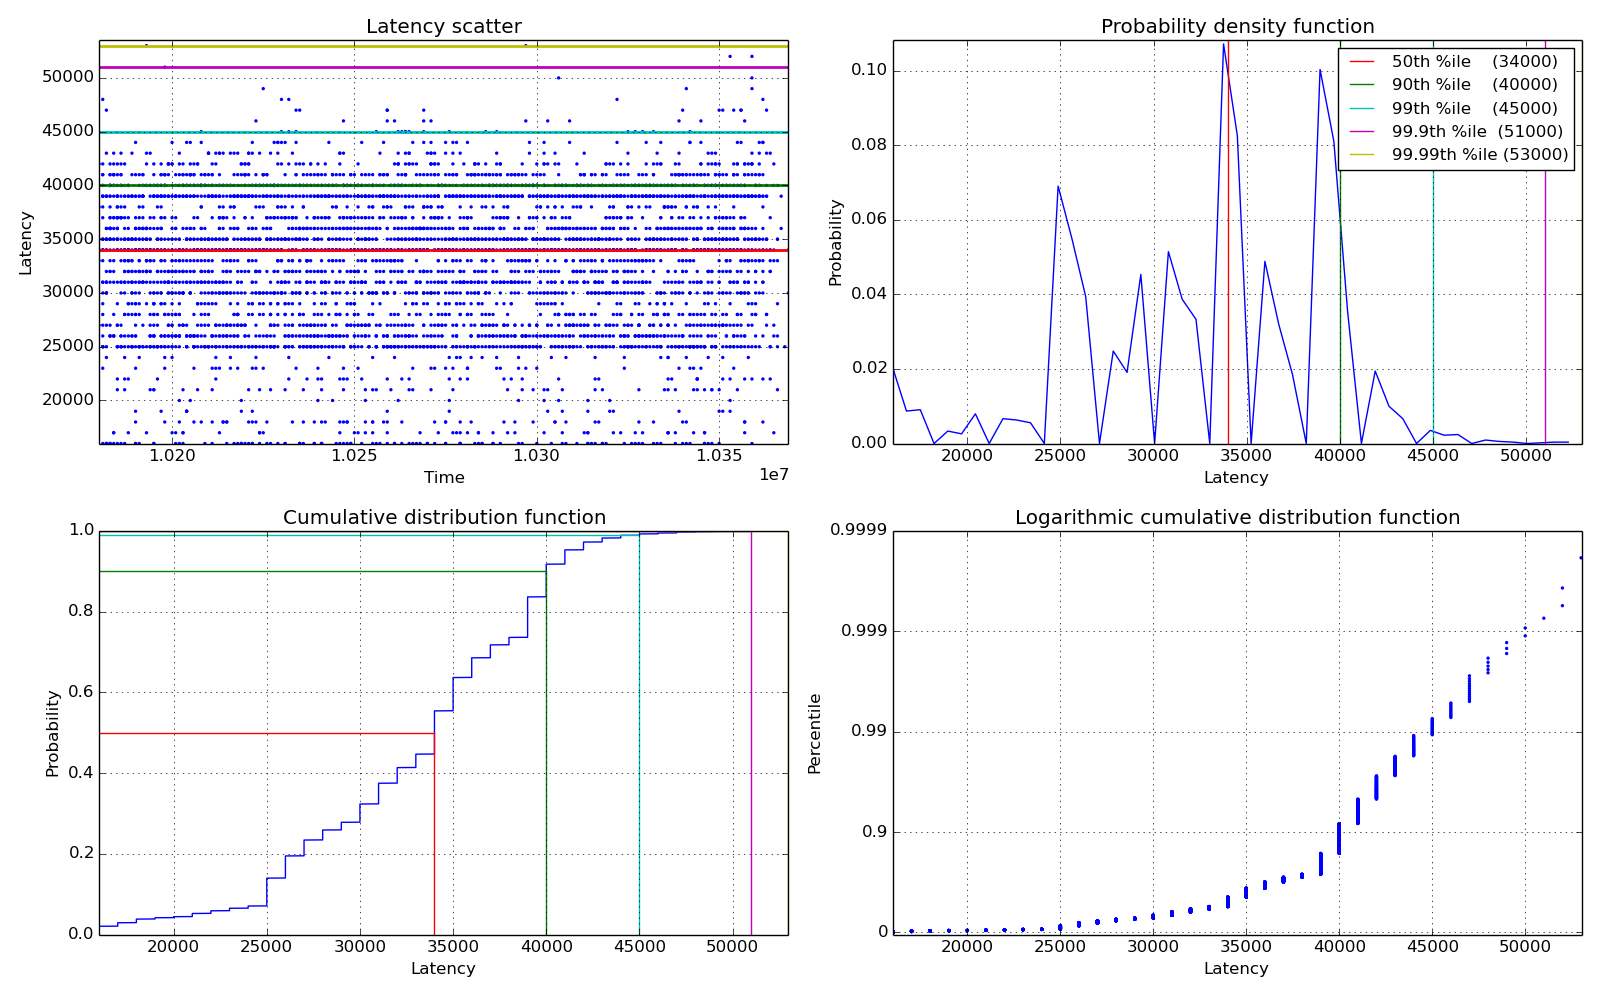 Latency scatter
50000
45000
40000
35000
30000
25000
20000
Latency
1.020
1.025
1.030
1.035
1e7
Time
Probability density function
0.10
0.08
0.06
0.04
0.02
0.00
Probability
50th %ile (34000)
90th %ile (40000)
99th %ile (45000)
99.9th %ile (51000)
99.99th %ile (53000)
20000
25000
30000
35000
40000
45000
50000
Latency
Cumulative distribution function
1.0
0.8
0.6
0.4
0.2
0.0
Probability
20000
25000
30000
35000
40000
45000
50000
Latency
Logarithmic cumulative distribution function
0.9999
0.999
0.99
0.9
0
Percentile
20000
25000
30000
35000
40000
45000
50000
Latency